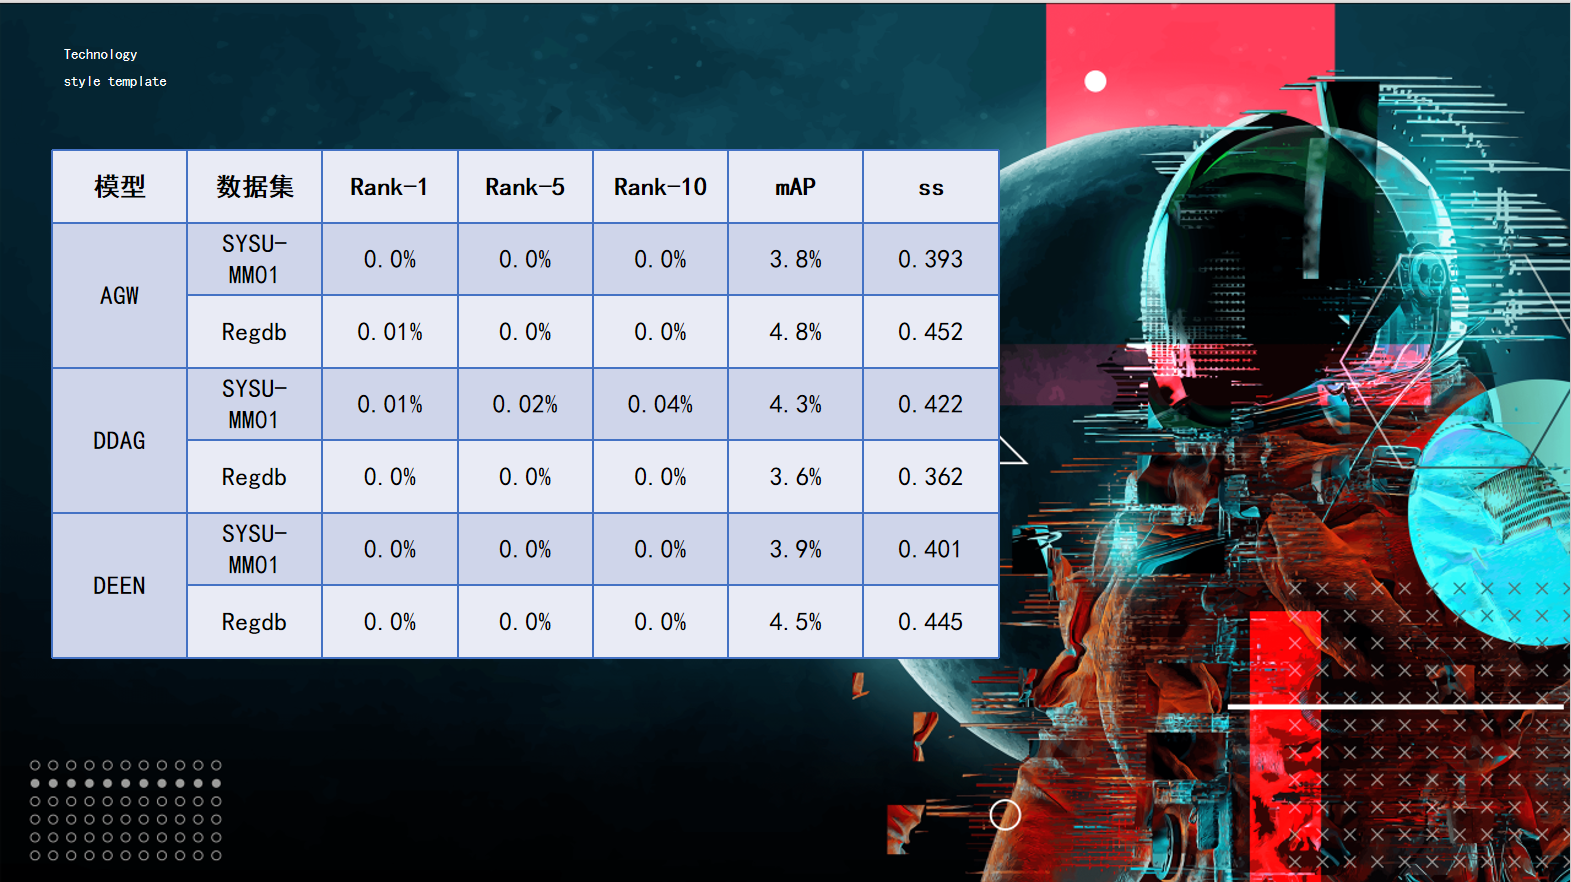 Technology
style template
模型 数据集 Rank-1 Rank-5 Rank-10 mAP ss
AGW
SYSU-
MM01
0.0% 0.0% 0.0% 3.8% 0.393
Regdb 0.01% 0.0% 0.0% 4.8% 0.452
DDAG
SYSU-
MM01
0.01% 0.02% 0.04% 4.3% 0.422
Regdb 0.0% 0.0% 0.0% 3.6% 0.362
DEEN
SYSU-
MM01
0.0% 0.0% 0.0% 3.9% 0.401
Regdb 0.0% 0.0% 0.0% 4.5% 0.445